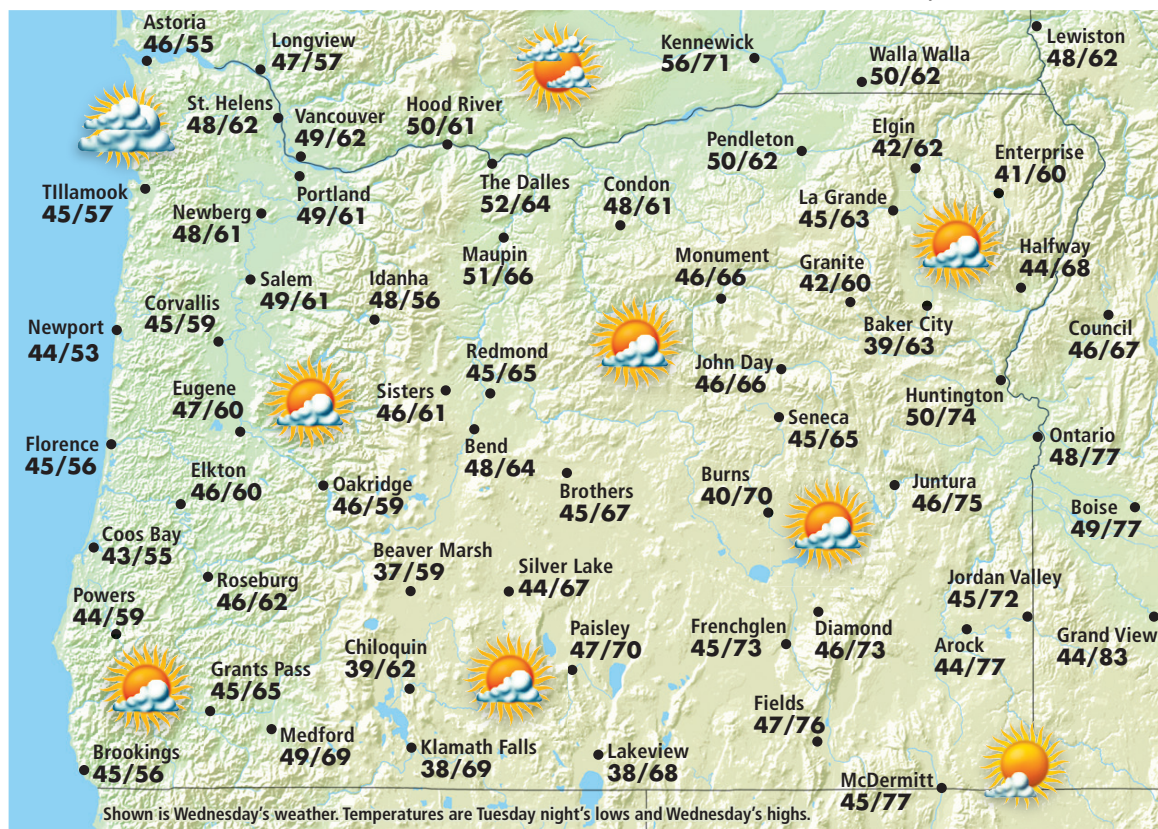 Astoria
46/55
Longview
47/57
Kennewick
56/71
Walla Walla
50/62
Lewiston
48/62
St. Helens
48/62
Vancouver
49/62
Hood River
50/61
Pendleton
50/62
Elgin
42/62
Enterprise
41/60
TIllamook
45/57
Newberg
48/61
Portland
49/61
The Dalles
52/64
Condon
48/61
La Grande
45/63
Maupin
51/66
Monument
46/66
Granite
42/60
Halfway
44/68
Salem
49/61
Idanha
48/56
Corvallis
45/59
Newport
44/53
Baker City
39/63
Council
46/67
Redmond
45/65
John Day
46/66
Eugene
47/60
Sisters
46/61
Huntington
50/74
Seneca
45/65
Florence
45/56
Bend
48/64
Ontario
48/77
Elkton
46/60
Oakridge
46/59
Brothers
45/67
Burns
40/70
Juntura
46/75
Boise
49/77
Coos Bay
43/55
Beaver Marsh
37/59
Silver Lake
44/67
Roseburg
46/62
Jordan Valley
45/72
Powers
44/59
Chiloquin
39/62
Paisley
47/70
Frenchglen
45/73
Diamond
46/73
Arock
44/77
Grand View
44/83
Grants Pass
45/65
Medford
49/69
Klamath Falls
38/69
Lakeview
38/68
Fields
47/76
Brookings
45/56
McDermitt
45/77
Shown is Wednesday's weather. Temperatures are Tuesday night's lows and Wednesday's highs.